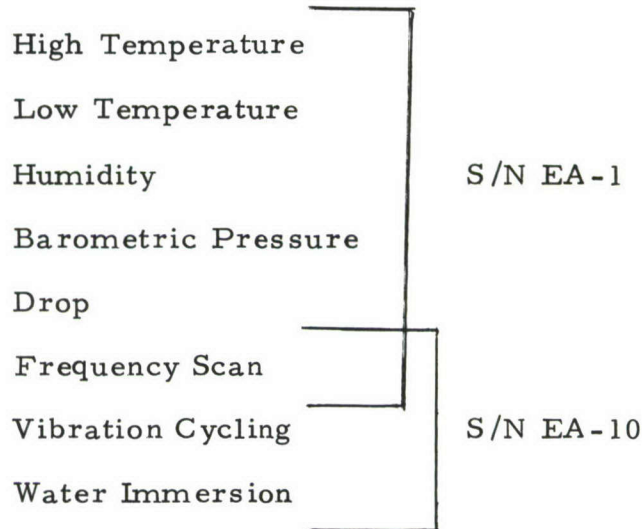 High Temperature
Low Temperature
Humidity
S/N EA-1
Barometric Pressure
Drop
Frequency Scan
Vibration Cycling
S/N EA-10
Water Immersion